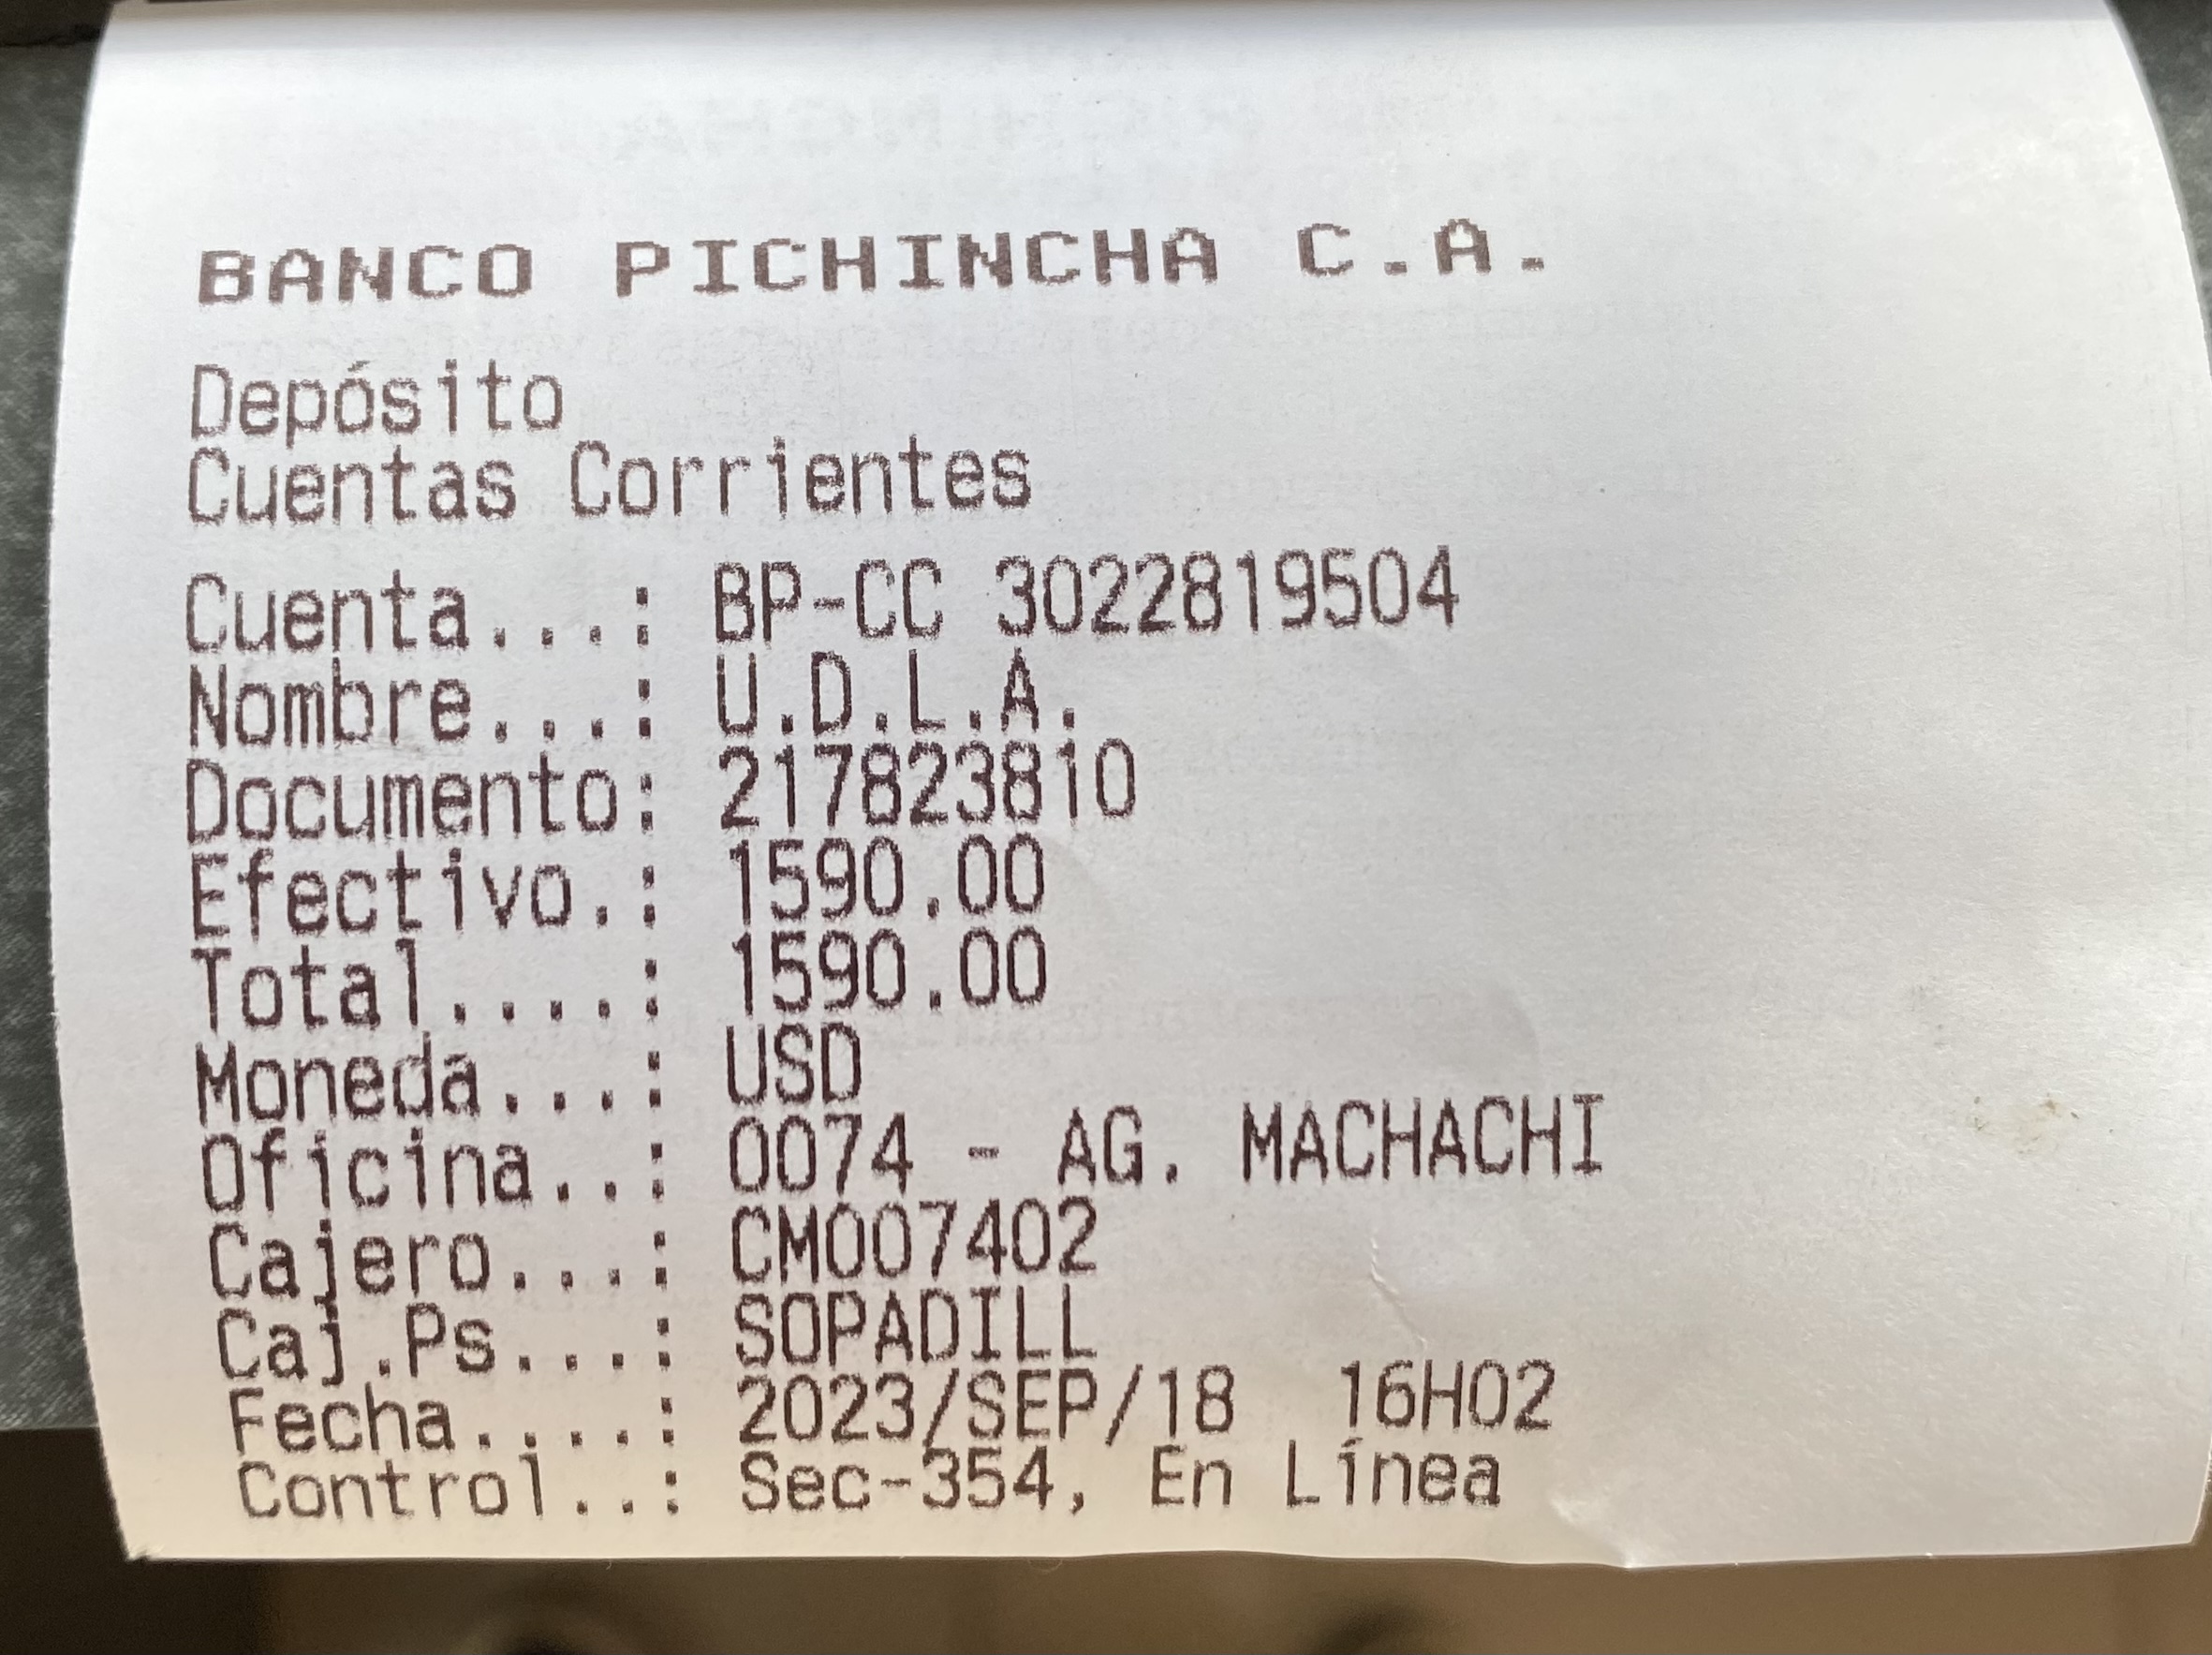 BANCO PICHINCHA C.A.
Depósito
Cuentas Corrientes
Cuenta...: BP-CC 3022819504
Nombre...: U.D.L.A.
Documento: 217823810
Efectivo.: 1590.00
Total....: 1590.00
Moneda...: USD
Oficina..: 0074 - AG. MACHACHI
Cajero...: CM007402
Caj.Ps...: SOPADILL
Fecha....: 2023/SEP/18  16H02
Control..: Sec-354, En Línea